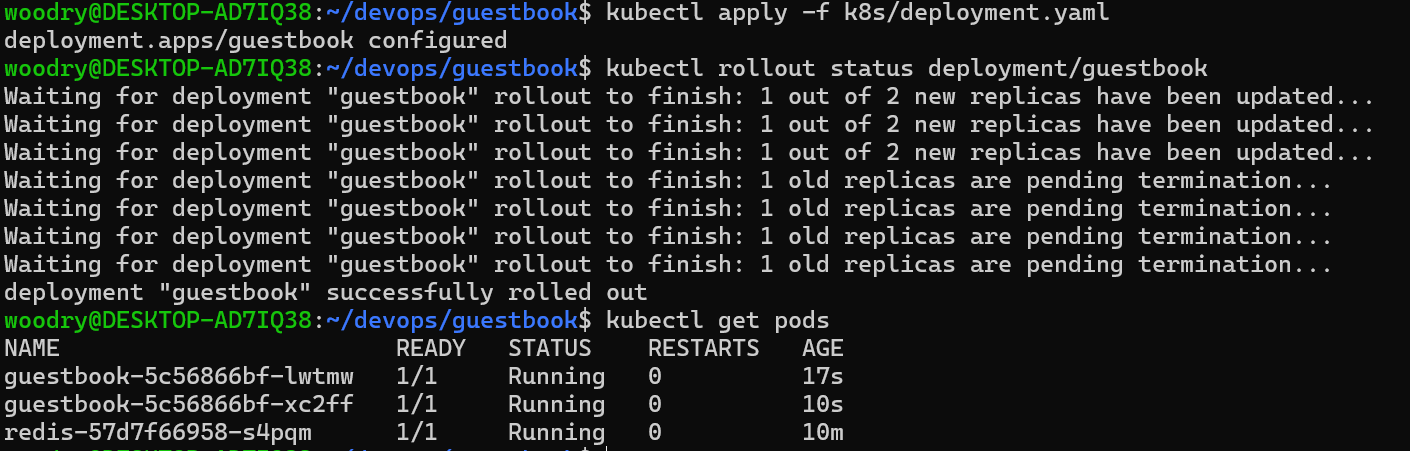 woodry@DESKTOP-AD7IQ38:~/devops/guestbook$ kubectl apply -f k8s/deployment.yaml
deployment.apps/guestbook configured
woodry@DESKTOP-AD7IQ38:~/devops/guestbook$ kubectl rollout status deployment/guestbook
Waiting for deployment "guestbook" rollout to finish: 1 out of 2 new replicas have been updated...
Waiting for deployment "guestbook" rollout to finish: 1 out of 2 new replicas have been updated...
Waiting for deployment "guestbook" rollout to finish: 1 out of 2 new replicas have been updated...
Waiting for deployment "guestbook" rollout to finish: 1 old replicas are pending termination...
Waiting for deployment "guestbook" rollout to finish: 1 old replicas are pending termination...
Waiting for deployment "guestbook" rollout to finish: 1 old replicas are pending termination...
Waiting for deployment "guestbook" rollout to finish: 1 old replicas are pending termination...
deployment "guestbook" successfully rolled out
woodry@DESKTOP-AD7IQ38:~/devops/guestbook$ kubectl get pods
NAME                        READY   STATUS    RESTARTS   AGE
guestbook-5c56866bf-lwtmw   1/1     Running   0          17s
guestbook-5c56866bf-xc2ff   1/1     Running   0          10s
redis-57d7f66958-s4pqm      1/1     Running   0          10m